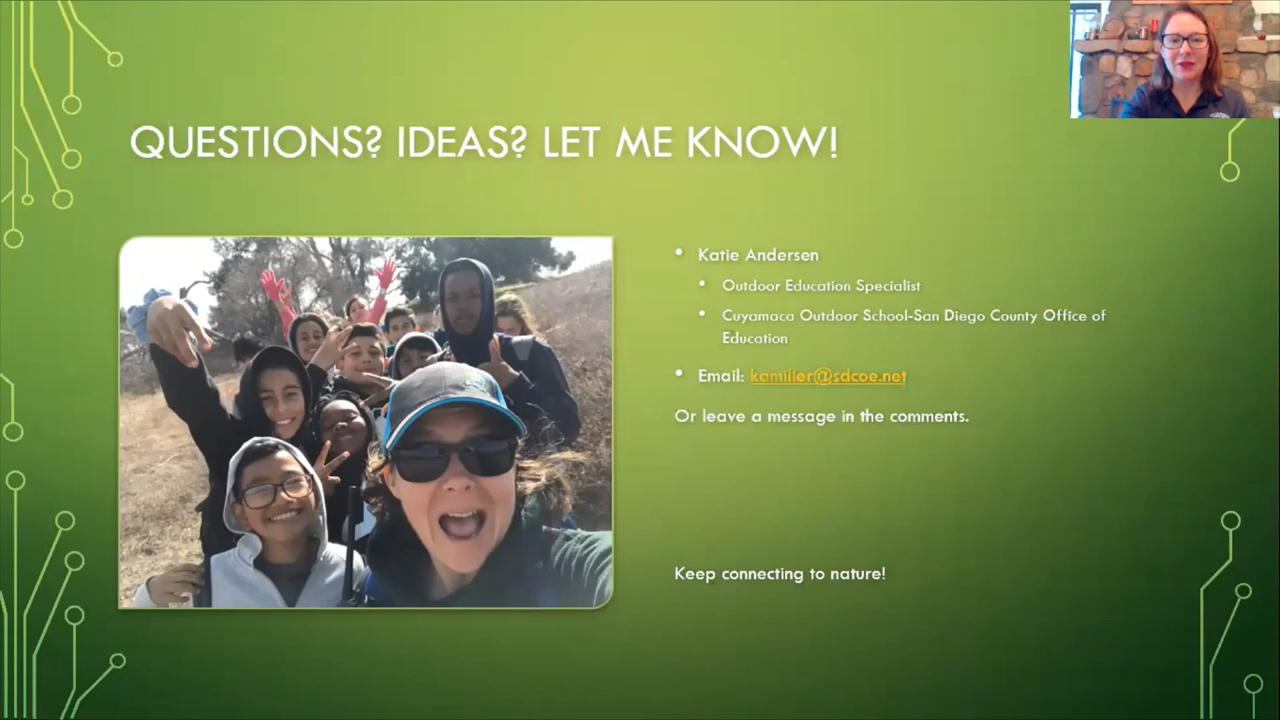 QUESTIONS? IDEAS? LET ME KNOW!
• Katie Andersen
• Outdoor Education Specialist
• Cuyamaca Outdoor School-San Diego County Office of
Education
• Email: kamiller@sdcoe.net
Or leave a message in the comments.
Keep connecting to nature!